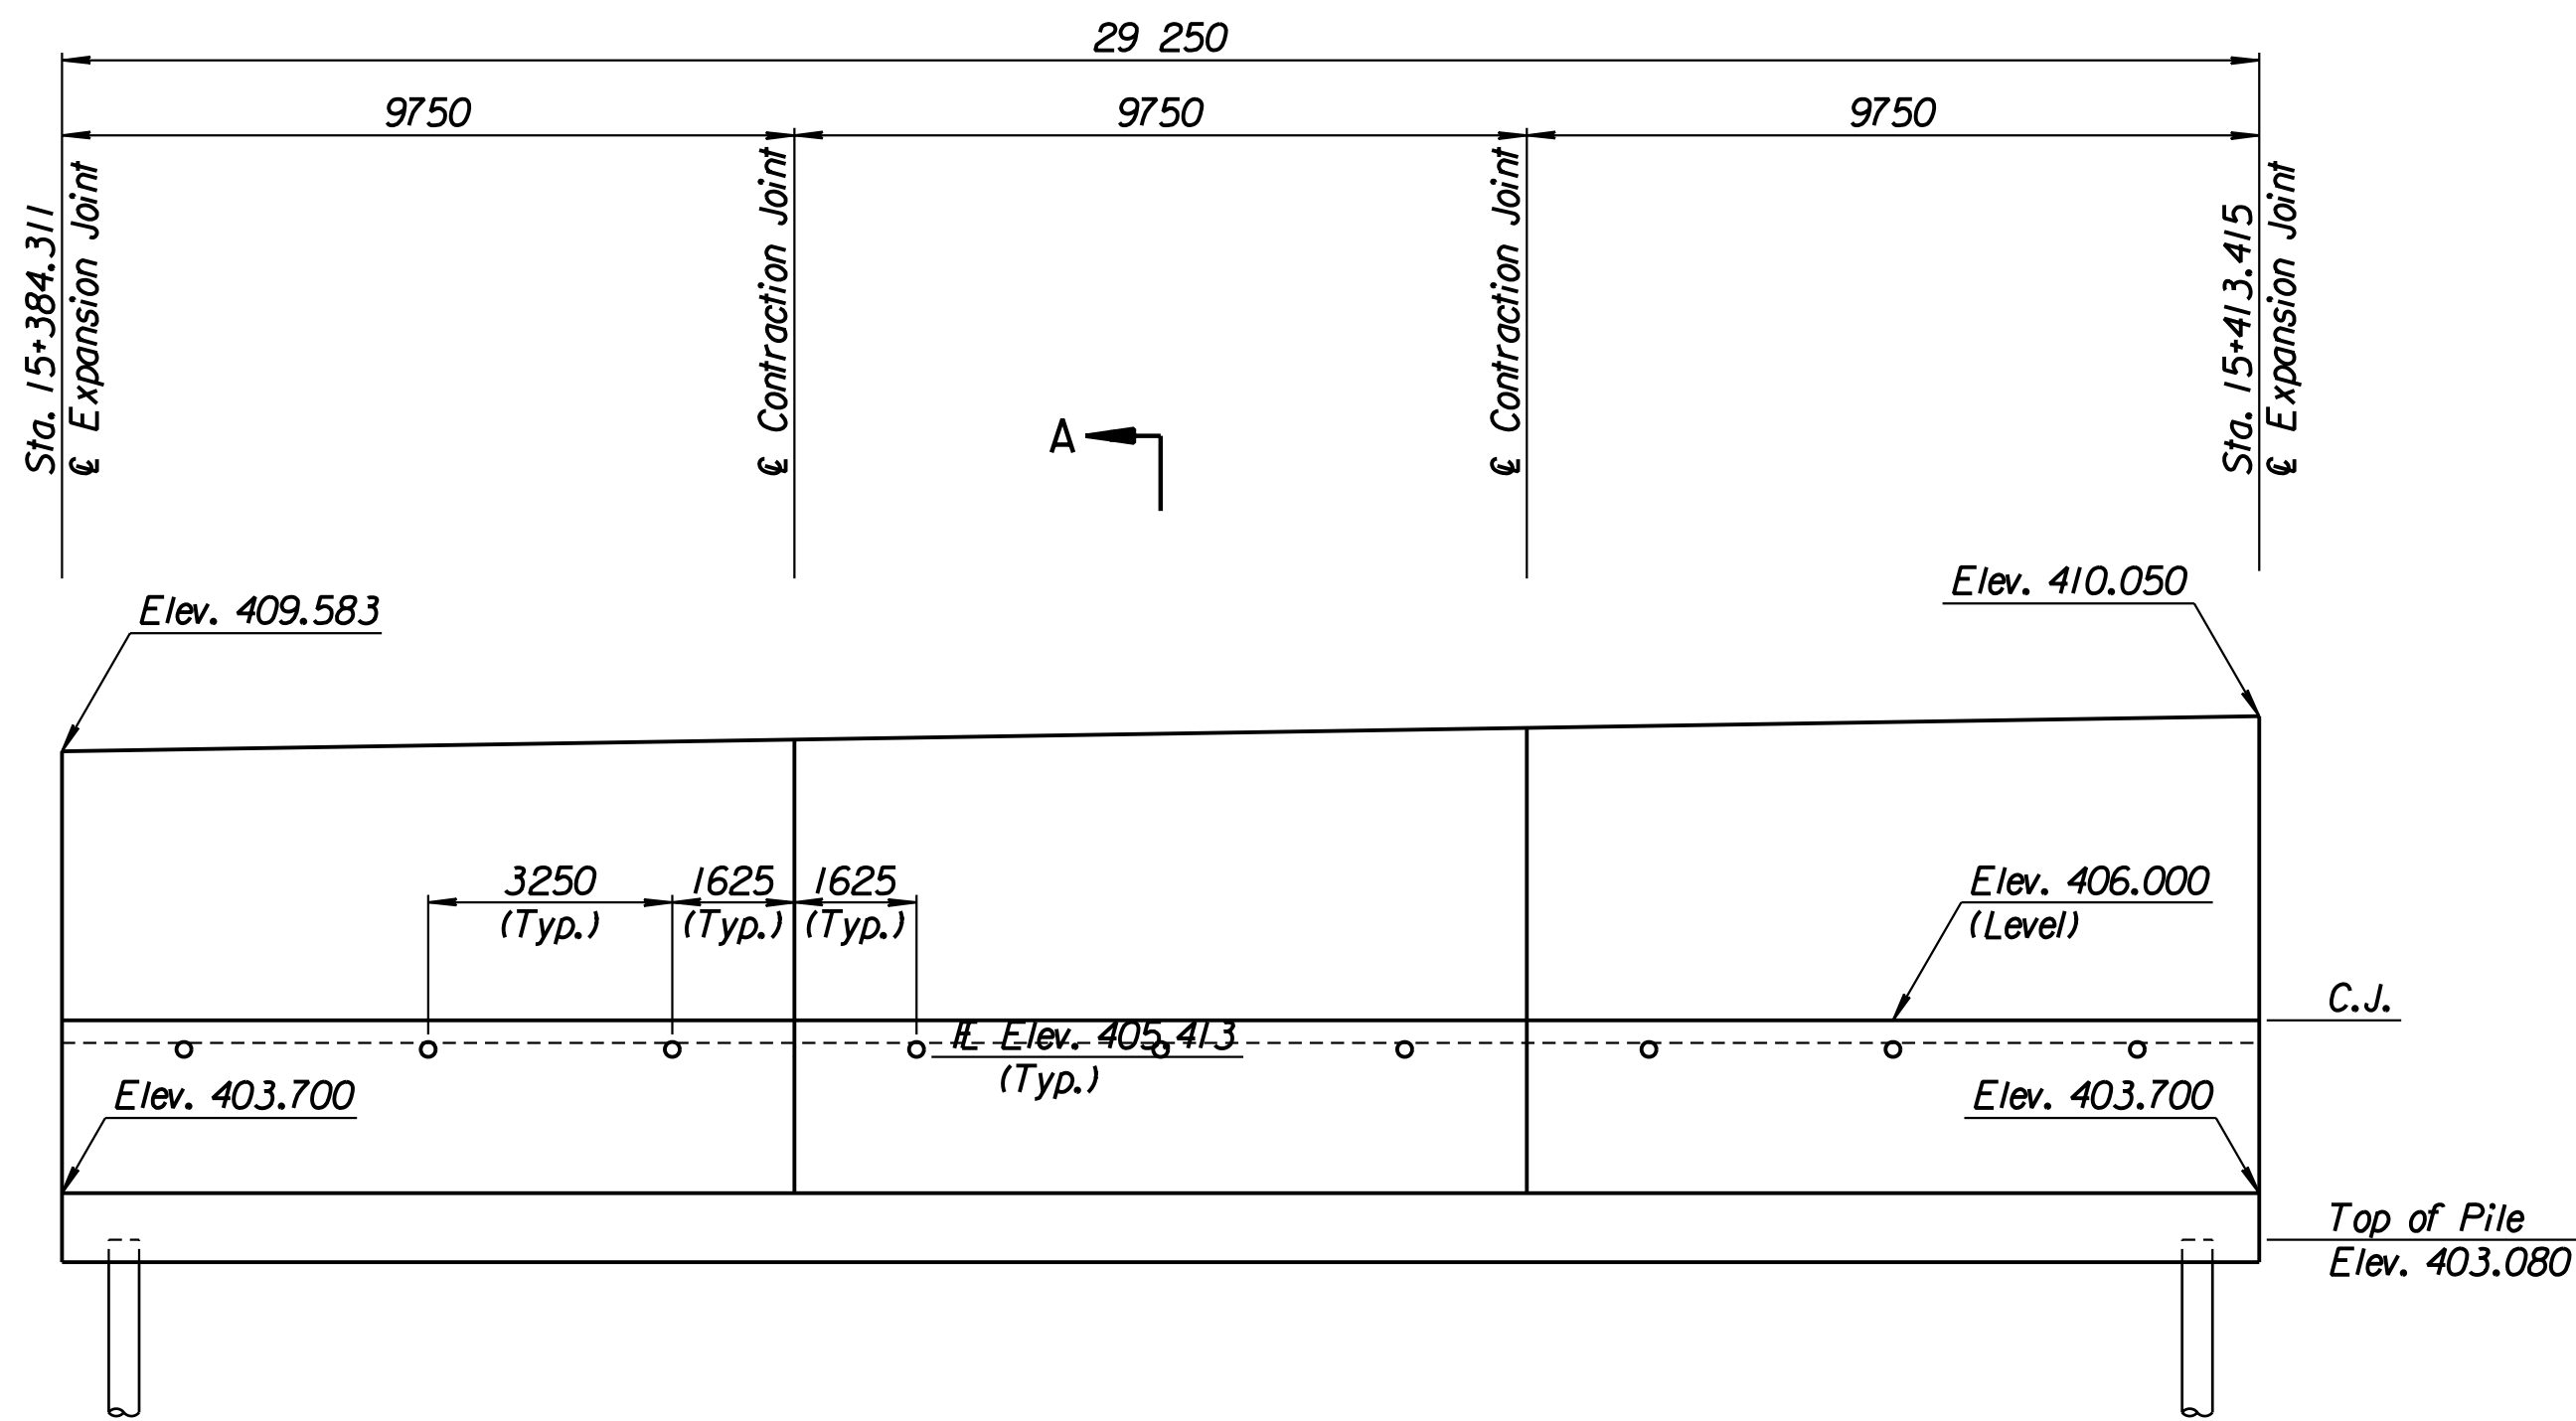 29 250
9750
9750
9750
Sta. 15+384.311
℄ Expansion Joint
℄ Contraction Joint
℄ Contraction Joint
Sta. 15+413.415
℄ Expansion Joint
A
Elev. 409.583
Elev. 410.050
3250
(Typ.)
1625
(Typ.)
1625
(Typ.)
Elev. 406.000
(Level)
C.J.
Elev. 405.413
(Typ.)
Elev. 403.700
Elev. 403.700
Top of Pile
Elev. 403.080